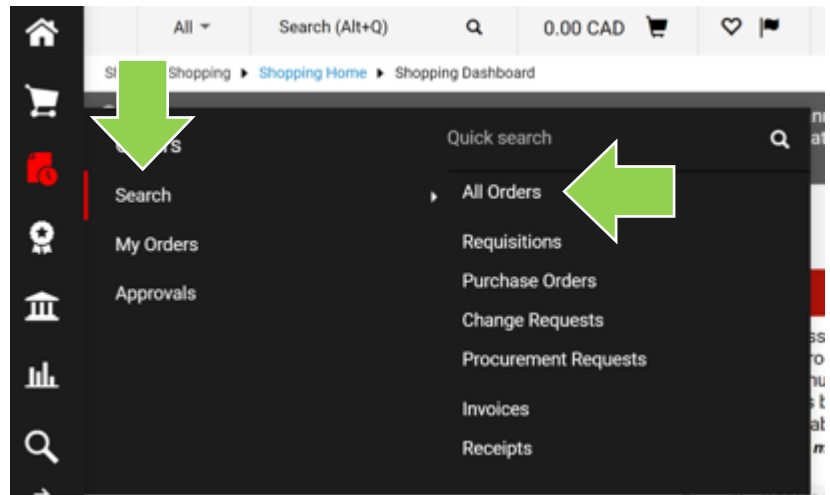 All Search (Alt+Q) 0.00 CAD
Shopping Shopping Home Shopping Dashboard
Quick search
Search
All Orders
My Orders
Requisitions
Approvals
Purchase Orders
Change Requests
Procurement Requests
Invoices
Receipts